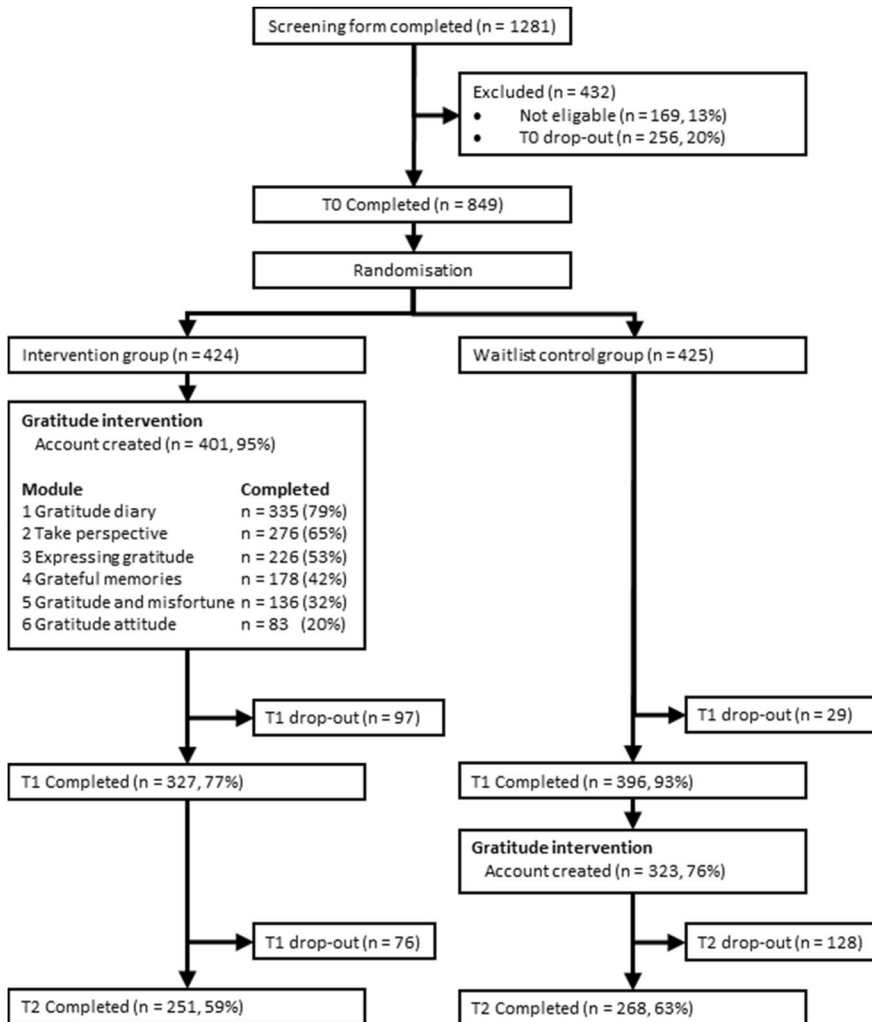 Screening form completed (n = 1281)
Excluded (n = 432)
• Not eligable (n = 169, 13%)
• T0 drop-out (n = 256, 20%)
T0 Completed (n = 849)
Randomisation
Intervention group (n = 424)
Waitlist control group (n = 425)
Gratitude intervention
Account created (n = 401, 95%)
Module Completed
1 Gratitude diary n = 335 (79%)
2 Take perspective n = 276 (65%)
3 Expressing gratitude n = 226 (53%)
4 Grateful memories n = 178 (42%)
5 Gratitude and misfortune n = 136 (32%)
6 Gratitude attitude n = 83 (20%)
T1 drop-out (n = 97)
T1 drop-out (n = 29)
T1 Completed (n = 327, 77%)
T1 Completed (n = 396, 93%)
Gratitude intervention
Account created (n = 323, 76%)
T1 drop-out (n = 76)
T2 drop-out (n = 128)
T2 Completed (n = 251, 59%)
T2 Completed (n = 268, 63%)